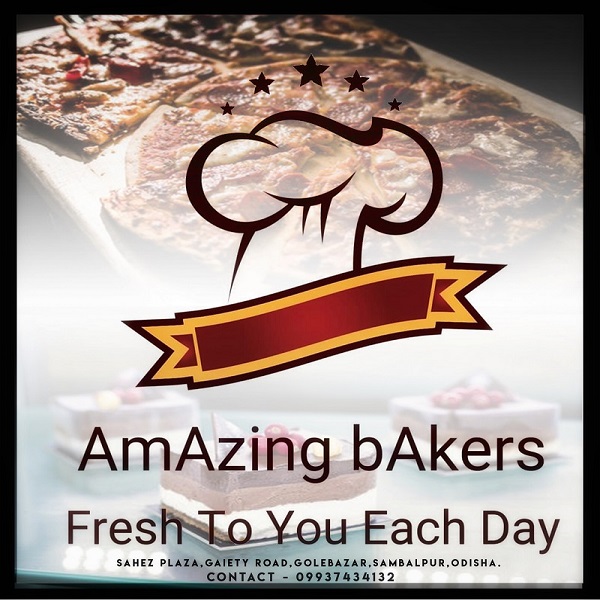 AmAzing bAkers
Fresh To You Each Day
SAHEZ PLAZA,GAIETY ROAD,GOLEBAZAR,SAMBALPUR,ODISHA.
CONTACT - 09937434132